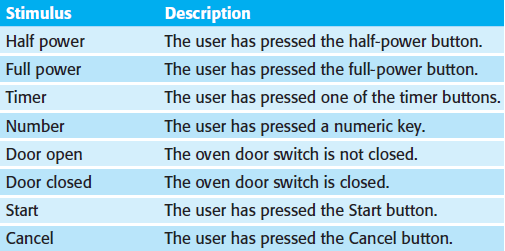 Stimulus Description
Half power The user has pressed the half-power button.
Full power The user has pressed the full-power button.
Timer The user has pressed one of the timer buttons.
Number The user has pressed a numeric key.
Door open The oven door switch is not closed.
Door closed The oven door switch is closed.
Start The user has pressed the Start button.
Cancel The user has pressed the Cancel button.